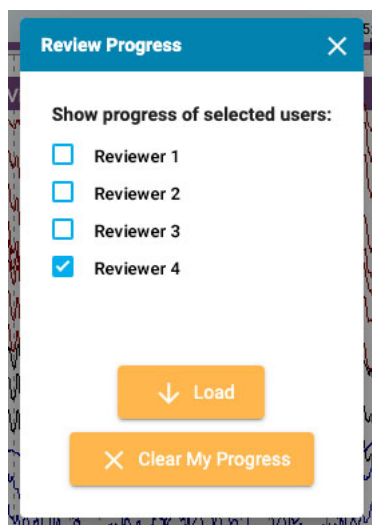 Review Progress
Show progress of selected users:
Reviewer 1
Reviewer 2
Reviewer 3
Reviewer 4
Load
Clear My Progress